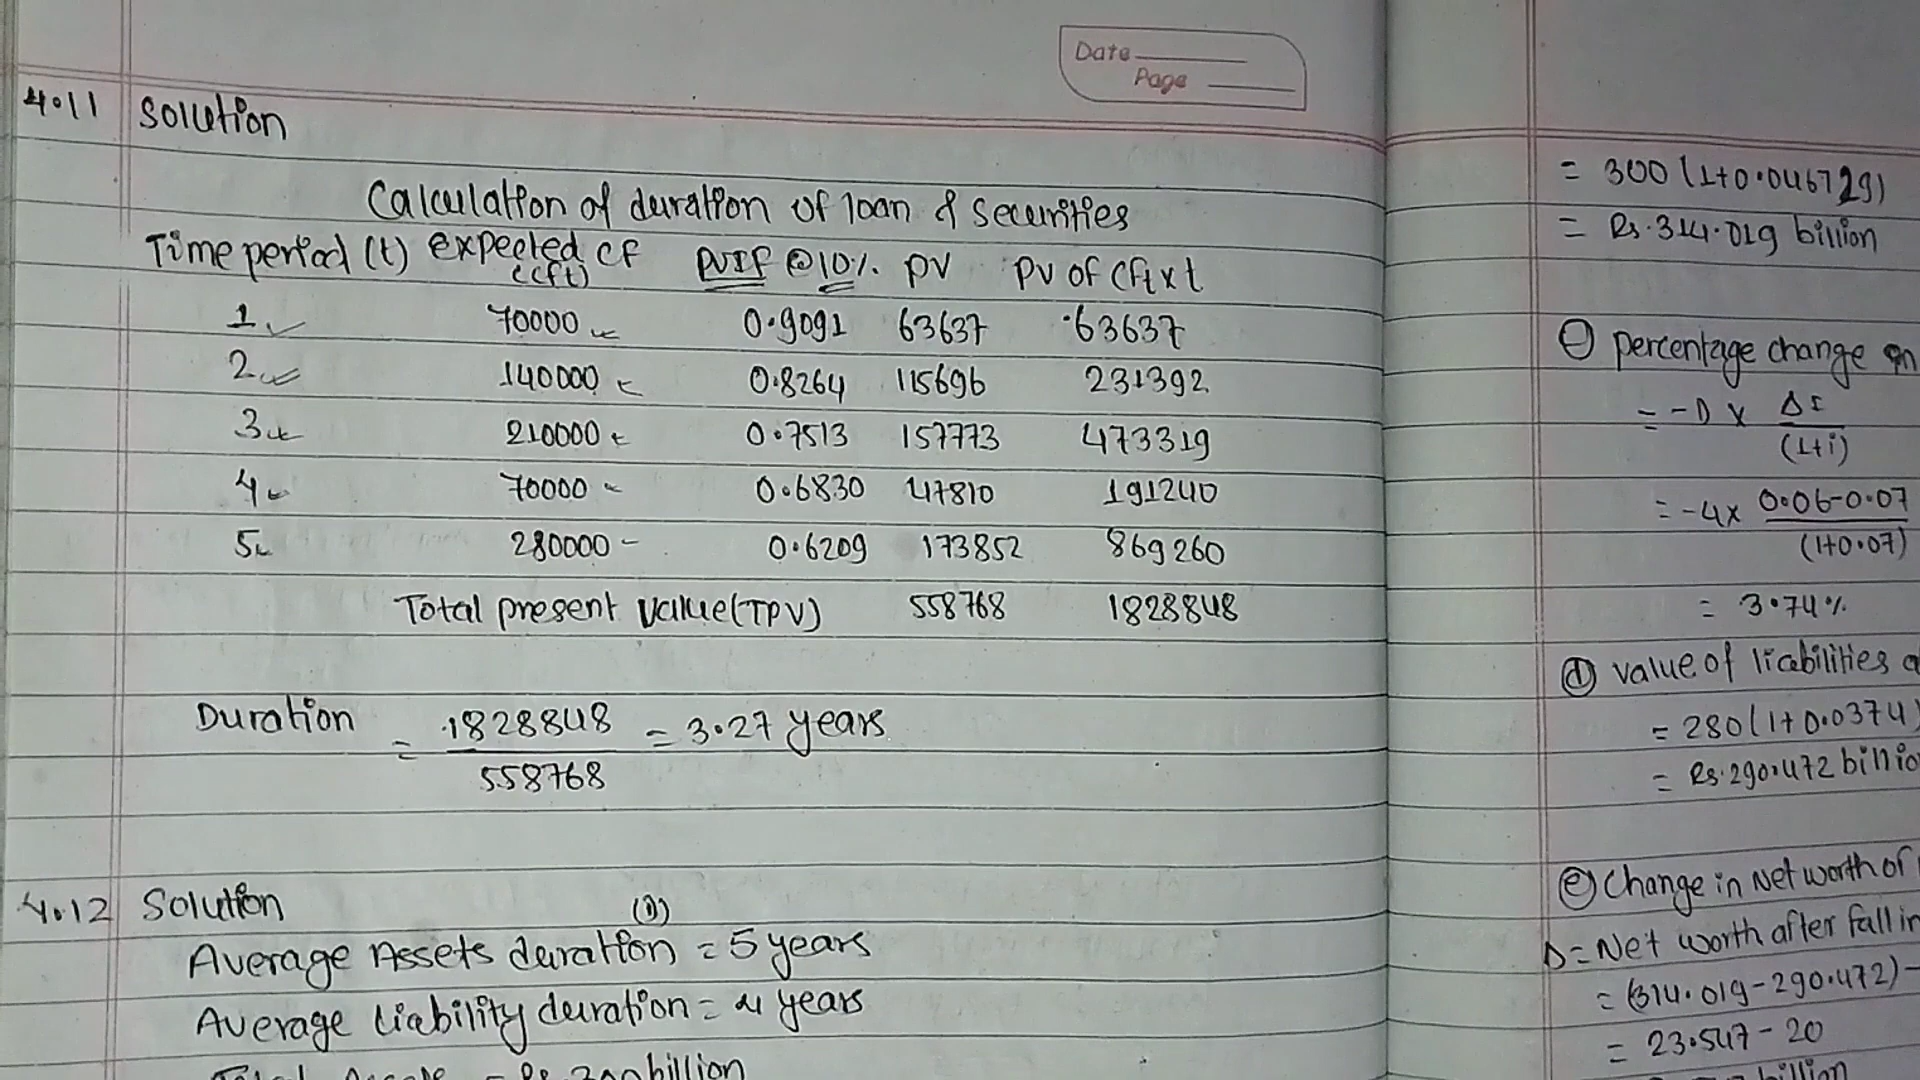 Date
Page
4.11 Solution
Calculation of duration of loan & securities
Time period (t) expected CF (CFt) PVIF @10% PV PV of CFt x t
1 70000 0.9091 63637 63637
2 140000 0.8264 115696 231392
3 210000 0.7513 157773 473319
4 70000 0.6830 47810 191240
5 280000 0.6209 173852 869260
Total present value (TPV) 558768 1828848
Duration = 1828848 = 3.27 years
558768
4.12 Solution
Average Assets duration = 5 years
Average liability duration = 4 years
= Rs. 300 billion
= 300 (1+0.046729)
= Rs. 314.019 billion
percentage change in
= -D x ΔI
(1+i)
= -4x 0.06-0.07
(1+0.07)
= 3.74%
(d) value of liabilities
= 280(1+0.0374)
= Rs. 290.472 billio
(e) Change in Net worth of
Δ = Net worth after fall in
= (314.019-290.472)-
= 23.547 - 20
billion